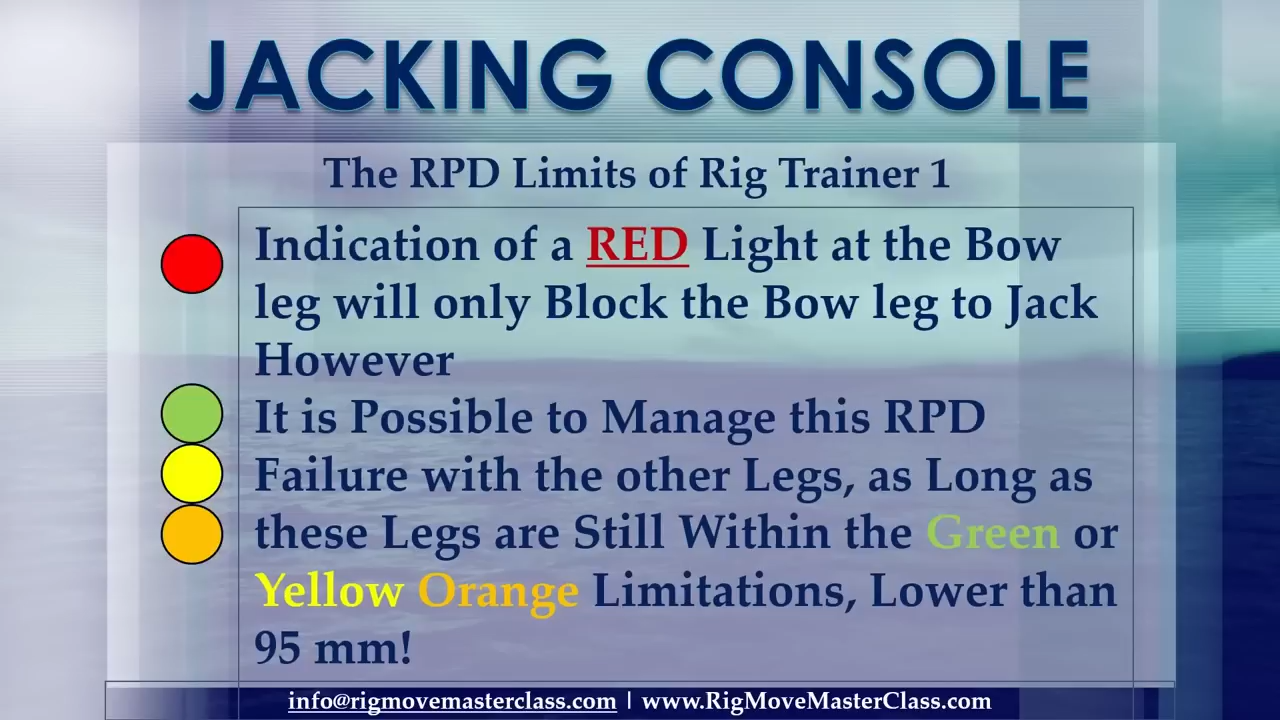 JACKING CONSOLE
The RPD Limits of Rig Trainer 1
Indication of a RED Light at the Bow
leg will only Block the Bow leg to Jack
However
It is Possible to Manage this RPD
Failure with the other Legs, as Long as
these Legs are Still Within the Green or
Yellow Orange Limitations, Lower than
95 mm!
info@rigmovemasterclass.com | www.RigMoveMasterClass.com